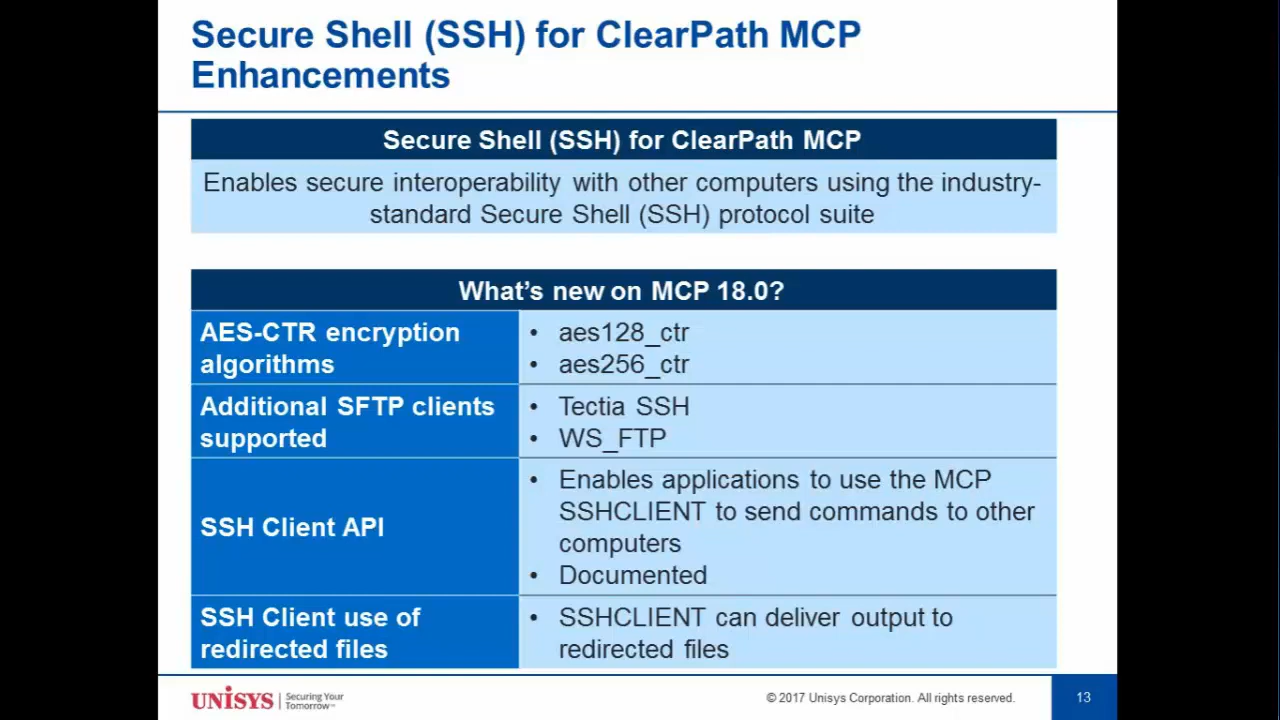 Secure Shell (SSH) for ClearPath MCP
Enhancements
Secure Shell (SSH) for ClearPath MCP
Enables secure interoperability with other computers using the industry-
standard Secure Shell (SSH) protocol suite
What's new on MCP 18.0?
AES-CTR encryption
algorithms
• aes128_ctr
• aes256_ctr
Additional SFTP clients
supported
• Tectia SSH
• WS_FTP
SSH Client API
• Enables applications to use the MCP
SSHCLIENT to send commands to other
computers
• Documented
SSH Client use of
redirected files
• SSHCLIENT can deliver output to
redirected files
UNISYS
Securing Your
Tomorrow™
© 2017 Unisys Corporation. All rights reserved.
13